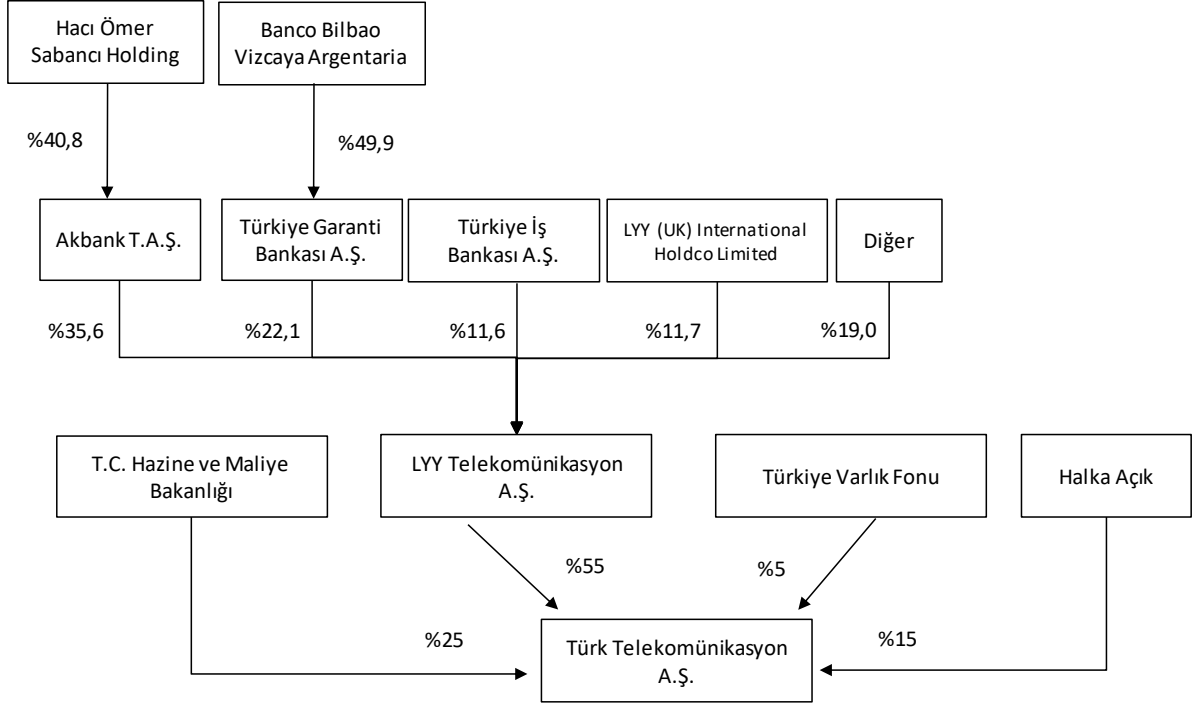 Hacı Ömer
Sabancı Holding
Banco Bilbao
Vizcaya Argentaria
%40,8
%49,9
Akbank T.A.Ş.
Türkiye Garanti
Bankası A.Ş.
Türkiye İş
Bankası A.Ş.
LYY (UK) International
Holdco Limited
Diğer
%35,6
%22,1
%11,6
%11,7
%19,0
T.C. Hazine ve Maliye
Bakanlığı
LYY Telekomünikasyon
A.Ş.
Türkiye Varlık Fonu
Halka Açık
%55
%5
%25
%15
Türk Telekomünikasyon
A.Ş.